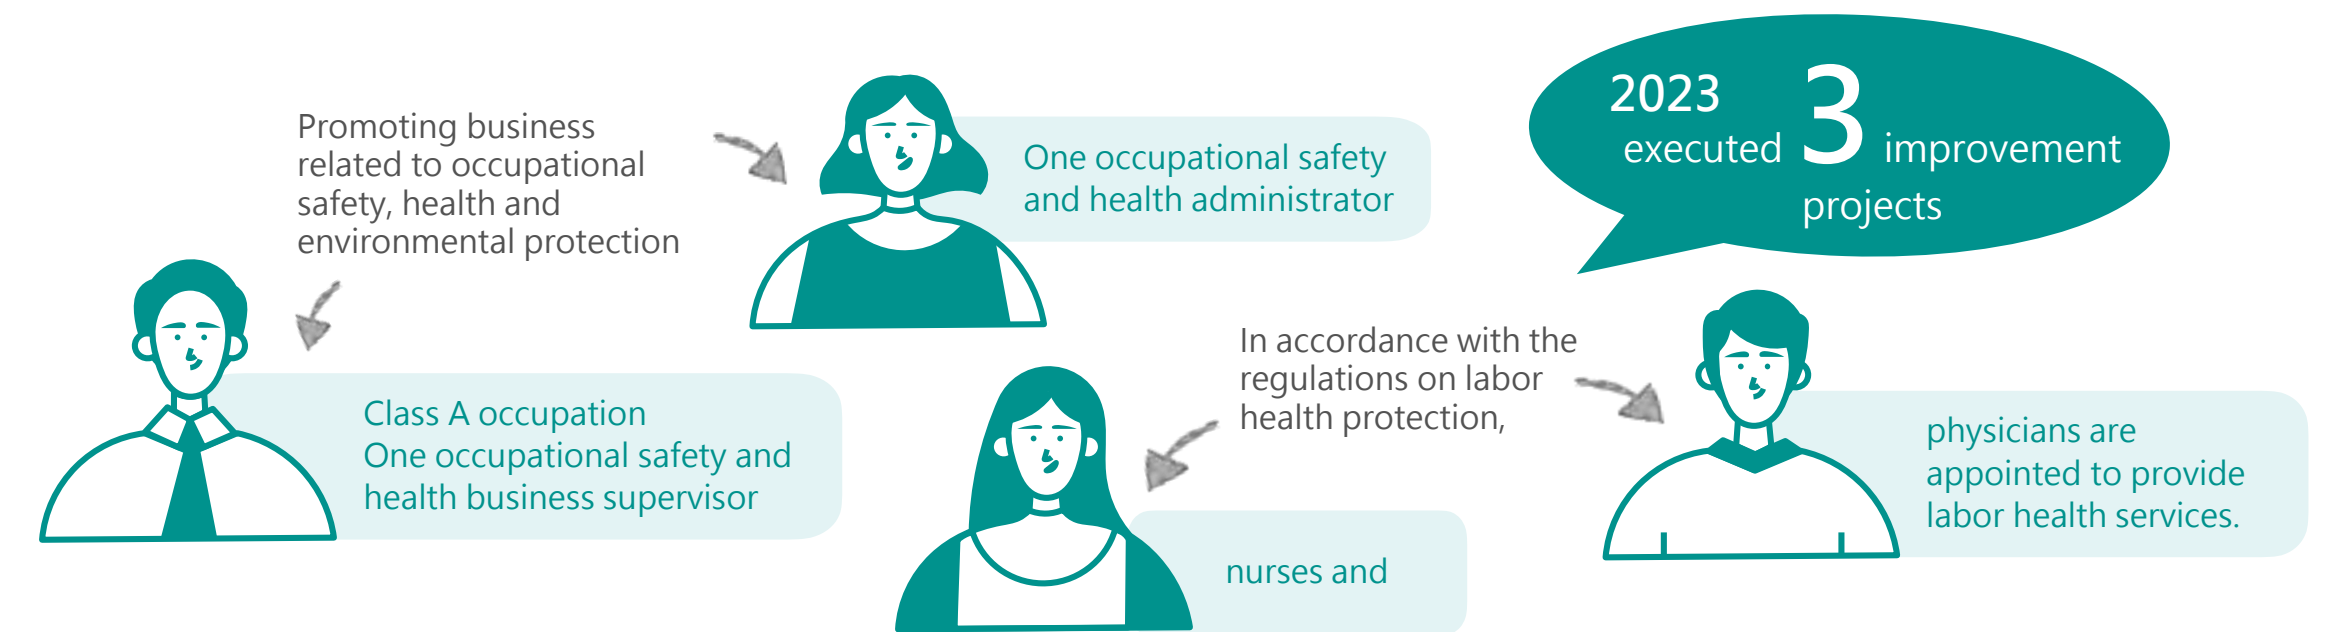 Promoting business
related to occupational
safety, health and
environmental protection
One occupational safety
and health administrator
Class A occupation
One occupational safety and
health business supervisor
2023
executed 3 improvement
projects
In accordance with the
regulations on labor
health protection,
nurses and
physicians are
appointed to provide
labor health services.